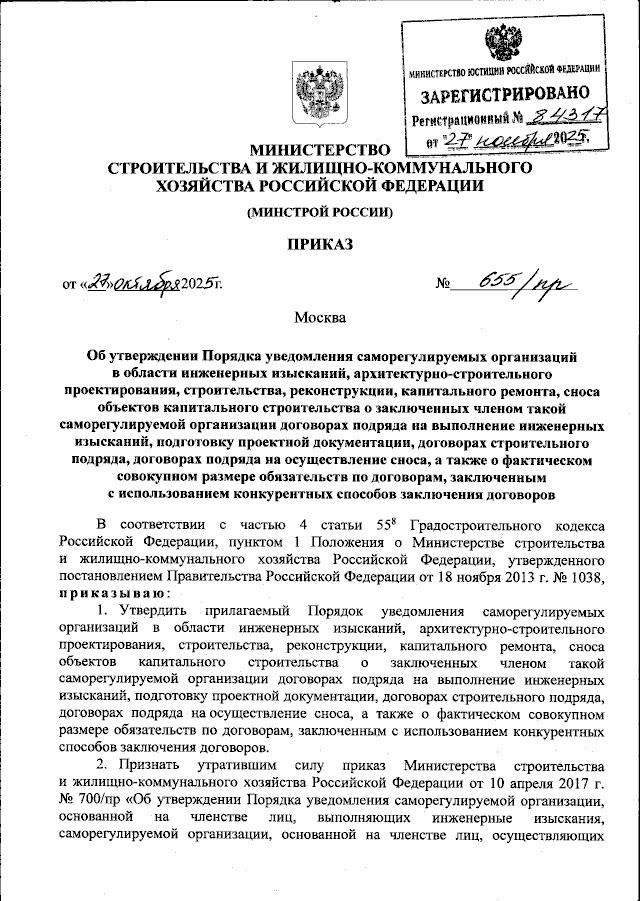 МИНИСТЕРСТВО ЮСТИЦИИ РОССИЙСКОЙ ФЕДЕРАЦИИ
ЗАРЕГИСТРИРОВАНО
Регистрационный № 84317
от "27" ноября 2025.
МИНИСТЕРСТВО
СТРОИТЕЛЬСТВА И ЖИЛИЩНО-КОММУНАЛЬНОГО
ХОЗЯЙСТВА РОССИЙСКОЙ ФЕДЕРАЦИИ
(МИНСТРОЙ РОССИИ)
ПРИКАЗ
от «27» октября 2025 г. № 655/пр
Москва
Об утверждении Порядка уведомления саморегулируемых организаций
в области инженерных изысканий, архитектурно-строительного
проектирования, строительства, реконструкции, капитального ремонта, сноса
объектов капитального строительства о заключенных членом такой
саморегулируемой организации договорах подряда на выполнение инженерных
изысканий, подготовку проектной документации, договорах строительного
подряда, договорах подряда на осуществление сноса, а также о фактическом
совокупном размере обязательств по договорам, заключенным
с использованием конкурентных способов заключения договоров
В соответствии с частью 4 статьи 55⁸ Градостроительного кодекса
Российской Федерации, пунктом 1 Положения о Министерстве строительства
и жилищно-коммунального хозяйства Российской Федерации, утвержденного
постановлением Правительства Российской Федерации от 18 ноября 2013 г. № 1038,
приказываю:
1. Утвердить прилагаемый Порядок уведомления саморегулируемых
организаций в области инженерных изысканий, архитектурно-строительного
проектирования, строительства, реконструкции, капитального ремонта, сноса
объектов капитального строительства о заключенных членом такой
саморегулируемой организации договорах подряда на выполнение инженерных
изысканий, подготовку проектной документации, договорах строительного подряда,
договорах подряда на осуществление сноса, а также о фактическом совокупном
размере обязательств по договорам, заключенным с использованием конкурентных
способов заключения договоров.
2. Признать утратившим силу приказ Министерства строительства
и жилищно-коммунального хозяйства Российской Федерации от 10 апреля 2017 г.
№ 700/пр «Об утверждении Порядка уведомления саморегулируемой организации,
основанной на членстве лиц, выполняющих инженерные изыскания,
саморегулируемой организации, основанной на членстве лиц, осуществляющих